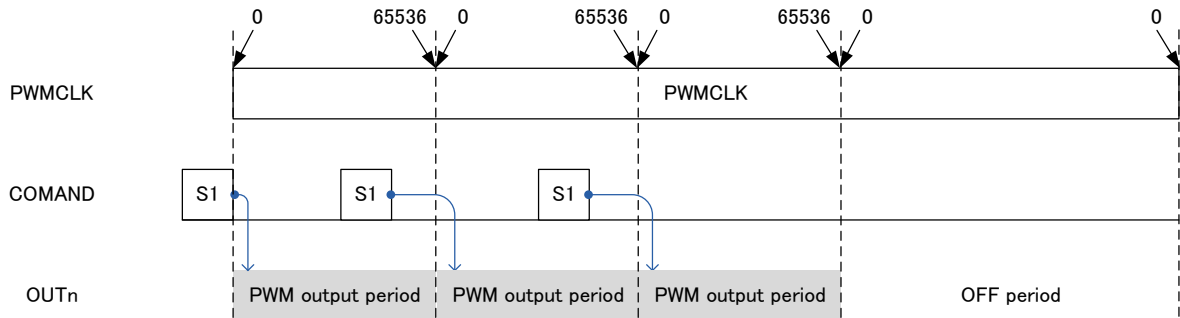 0 65536 0 65536 0 65536 0 0
PWMCLK PWMCLK
COMAND S1 S1 S1
OUTn PWM output period PWM output period PWM output period OFF period